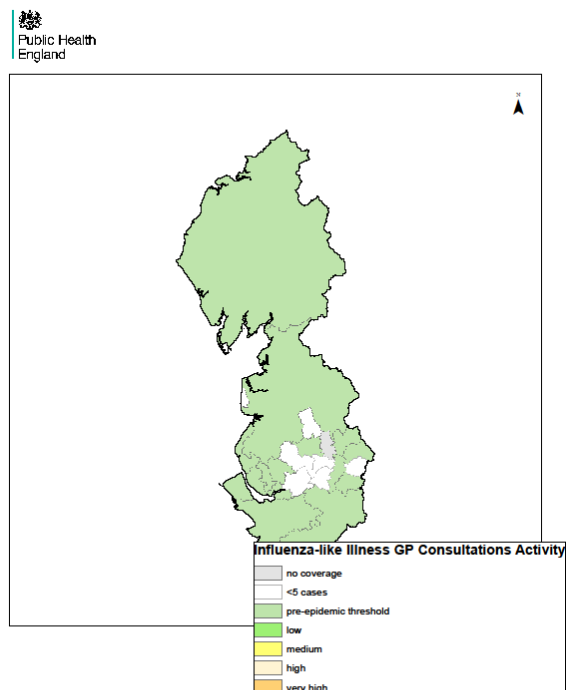 Public Health
England
N
Influenza-like Illness GP Consultations Activity
no coverage
<5 cases
pre-epidemic threshold
low
medium
high
very high